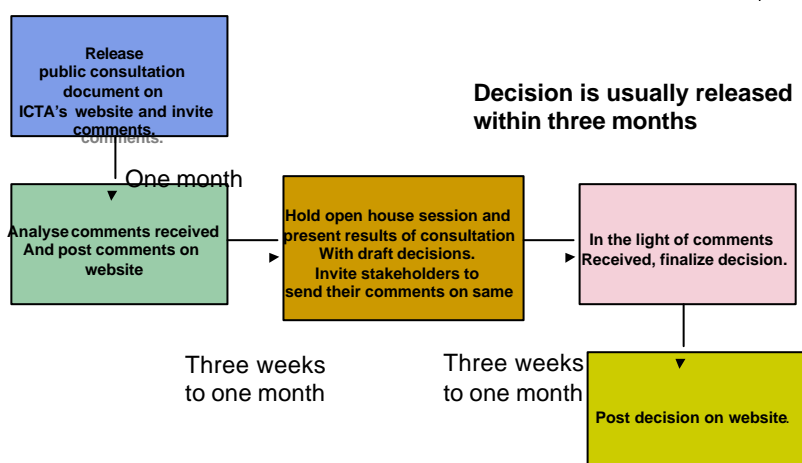 Release
public consultation
document on
ICTA's website and invite
comments.
comments.
Decision is usually released
within three months
One month
Analyse comments received
And post comments on
website
Hold open house session and
present results of consultation
With draft decisions.
Invite stakeholders to
send their comments on same
In the light of comments
Received, finalize decision.
Three weeks
to one month
Three weeks
to one month
Post decision on website.